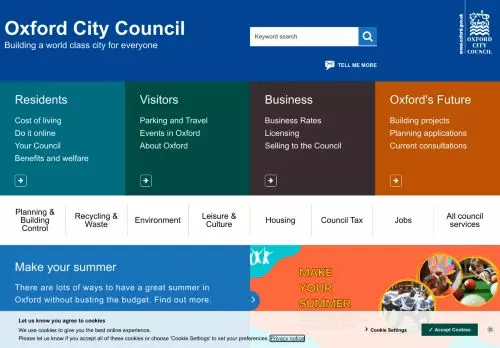 Oxford City Council
Building a world class city for everyone
Keyword search
TELL ME MORE
www.oxford.gov.uk
OXFORD
CITY
COUNCIL
Residents
Cost of living
Do it online
Your Council
Benefits and welfare
Visitors
Parking and Travel
Events in Oxford
About Oxford
Business
Business Rates
Licensing
Selling to the Council
Oxford's Future
Building projects
Planning applications
Current consultations
Planning &
Building
Control
Recycling &
Waste
Environment
Leisure &
Culture
Housing
Council Tax
Jobs
All council
services
Make your summer
There are lots of ways to have a great summer in
Oxford without busting the budget. Find out more.
MAKE
YOUR
SUMMER
Let us know you agree to cookies
We use cookies to give you the best online experience.
Please let us know if you accept all of these cookies or choose 'Cookie Settings' to set your preferences. Privacy notice
Cookie Settings
✓ Accept Cookies